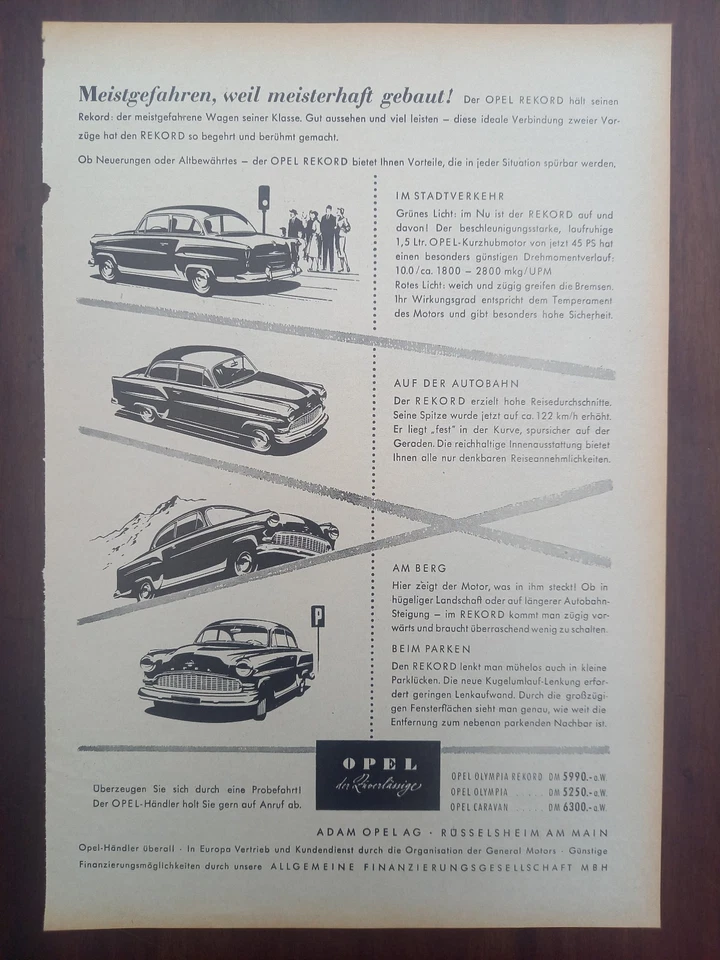 Meistgefahren, weil meisterhaft gebaut! Der OPEL REKORD hält seinen
Rekord: der meistgefahrene Wagen seiner Klasse. Gut aussehen und viel leisten – diese ideale Verbindung zweier Vor-
züge hat den REKORD so begehrt und berühmt gemacht.
Ob Neuerungen oder Altbewährtes – der OPEL REKORD bietet Ihnen Vorteile, die in jeder Situation spürbar werden.
IM STADTVERKEHR
Grünes Licht: im Nu ist der REKORD auf und
davon! Der beschleunigungsstarke, laufruhige
1,5 Ltr. OPEL-Kurzhubmotor von jetzt 45 PS hat
einen besonders günstigen Drehmomentverlauf:
10.0/ca. 1800 – 2800 mkg/UPM
Rotes Licht: weich und zügig greifen die Bremsen.
Ihr Wirkungsgrad entspricht dem Temperament
des Motors und gibt besonders hohe Sicherheit.
AUF DER AUTOBAHN
Der REKORD erzielt hohe Reisedurchschnitte.
Seine Spitze wurde jetzt auf ca. 122 km/h erhöht.
Er liegt „fest" in der Kurve, spursicher auf der
Geraden. Die reichhaltige Innenausstattung bietet
Ihnen alle nur denkbaren Reiseannehmlichkeiten.
AM BERG
Hier zeigt der Motor, was in ihm steckt! Ob in
hügeliger Landschaft oder auf längerer Autobahn-
Steigung – im REKORD kommt man zügig vor-
wärts und braucht überraschend wenig zu schalten.
P
BEIM PARKEN
Den REKORD lenkt man mühelos auch in kleine
Parklücken. Die neue Kugelumlauf-Lenkung erfor-
dert geringen Lenkaufwand. Durch die großzügi-
gen Fensterflächen sieht man genau, wie weit die
Entfernung zum nebenan parkenden Nachbar ist.
Überzeugen Sie sich durch eine Probefahrt!
Der OPEL-Händler holt Sie gern auf Anruf ab.
OPEL
der Zuverlässige
OPEL OLYMPIA REKORD DM 5990.- a.W.
OPEL OLYMPIA ..... DM 5250.- a.W.
OPEL CARAVAN ..... DM 6300.- a.W.
ADAM OPEL AG · RÜSSELSHEIM AM MAIN
Opel-Händler überall · In Europa Vertrieb und Kundendienst durch die Organisation der General Motors · Günstige
Finanzierungsmöglichkeiten durch unsere ALLGEMEINE FINANZIERUNGSGESELLSCHAFT MBH